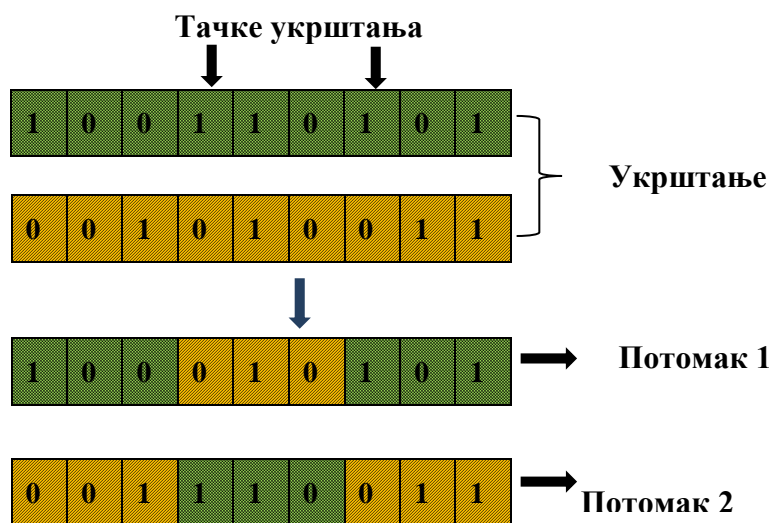 Тачке укрштања
1 0 0 1 1 0 1 0 1
Укрштање
0 0 1 0 1 0 0 1 1
1 0 0 0 1 0 1 0 1
Потомак 1
0 0 1 1 1 0 0 1 1
Потомак 2